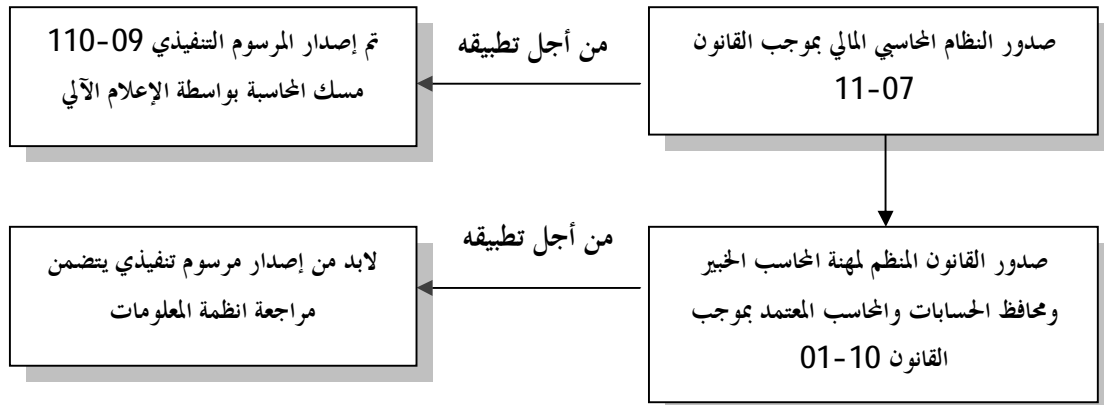 صدور النظام المحاسبي المالي بموجب القانون
11-07
من أجل تطبيقه
تم إصدار المرسوم التنفيذي 09-110
مسك المحاسبة بواسطة الإعلام الآلي
صدور القانون المنظم لمهنة المحاسب الخبير
ومحافظ الحسابات والمحاسب المعتمد بموجب
القانون 10-01
من أجل تطبيقه
لابد من إصدار مرسوم تنفيذي يتضمن
مراجعة انظمة المعلومات